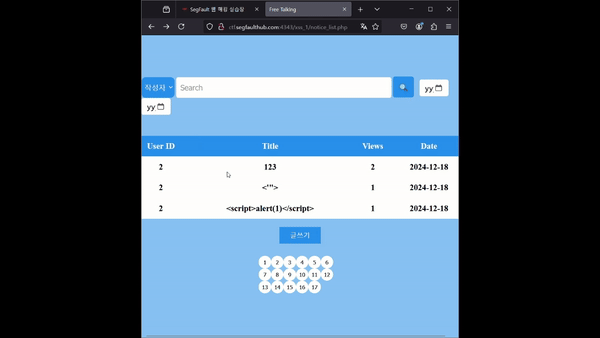 Segfault 웹 해킹 실습장
Free Talking
ctf.segfaulthub.com:4343/xss_1/notice_list.php
작성자
Search
yy
yy
User ID Title Views Date
2 123 2 2024-12-18
2 <'"> 1 2024-12-18
2 <script>alert(1)</script> 1 2024-12-18
글쓰기
1 2 3 4 5 6
7 8 9 10 11 12
13 14 15 16 17